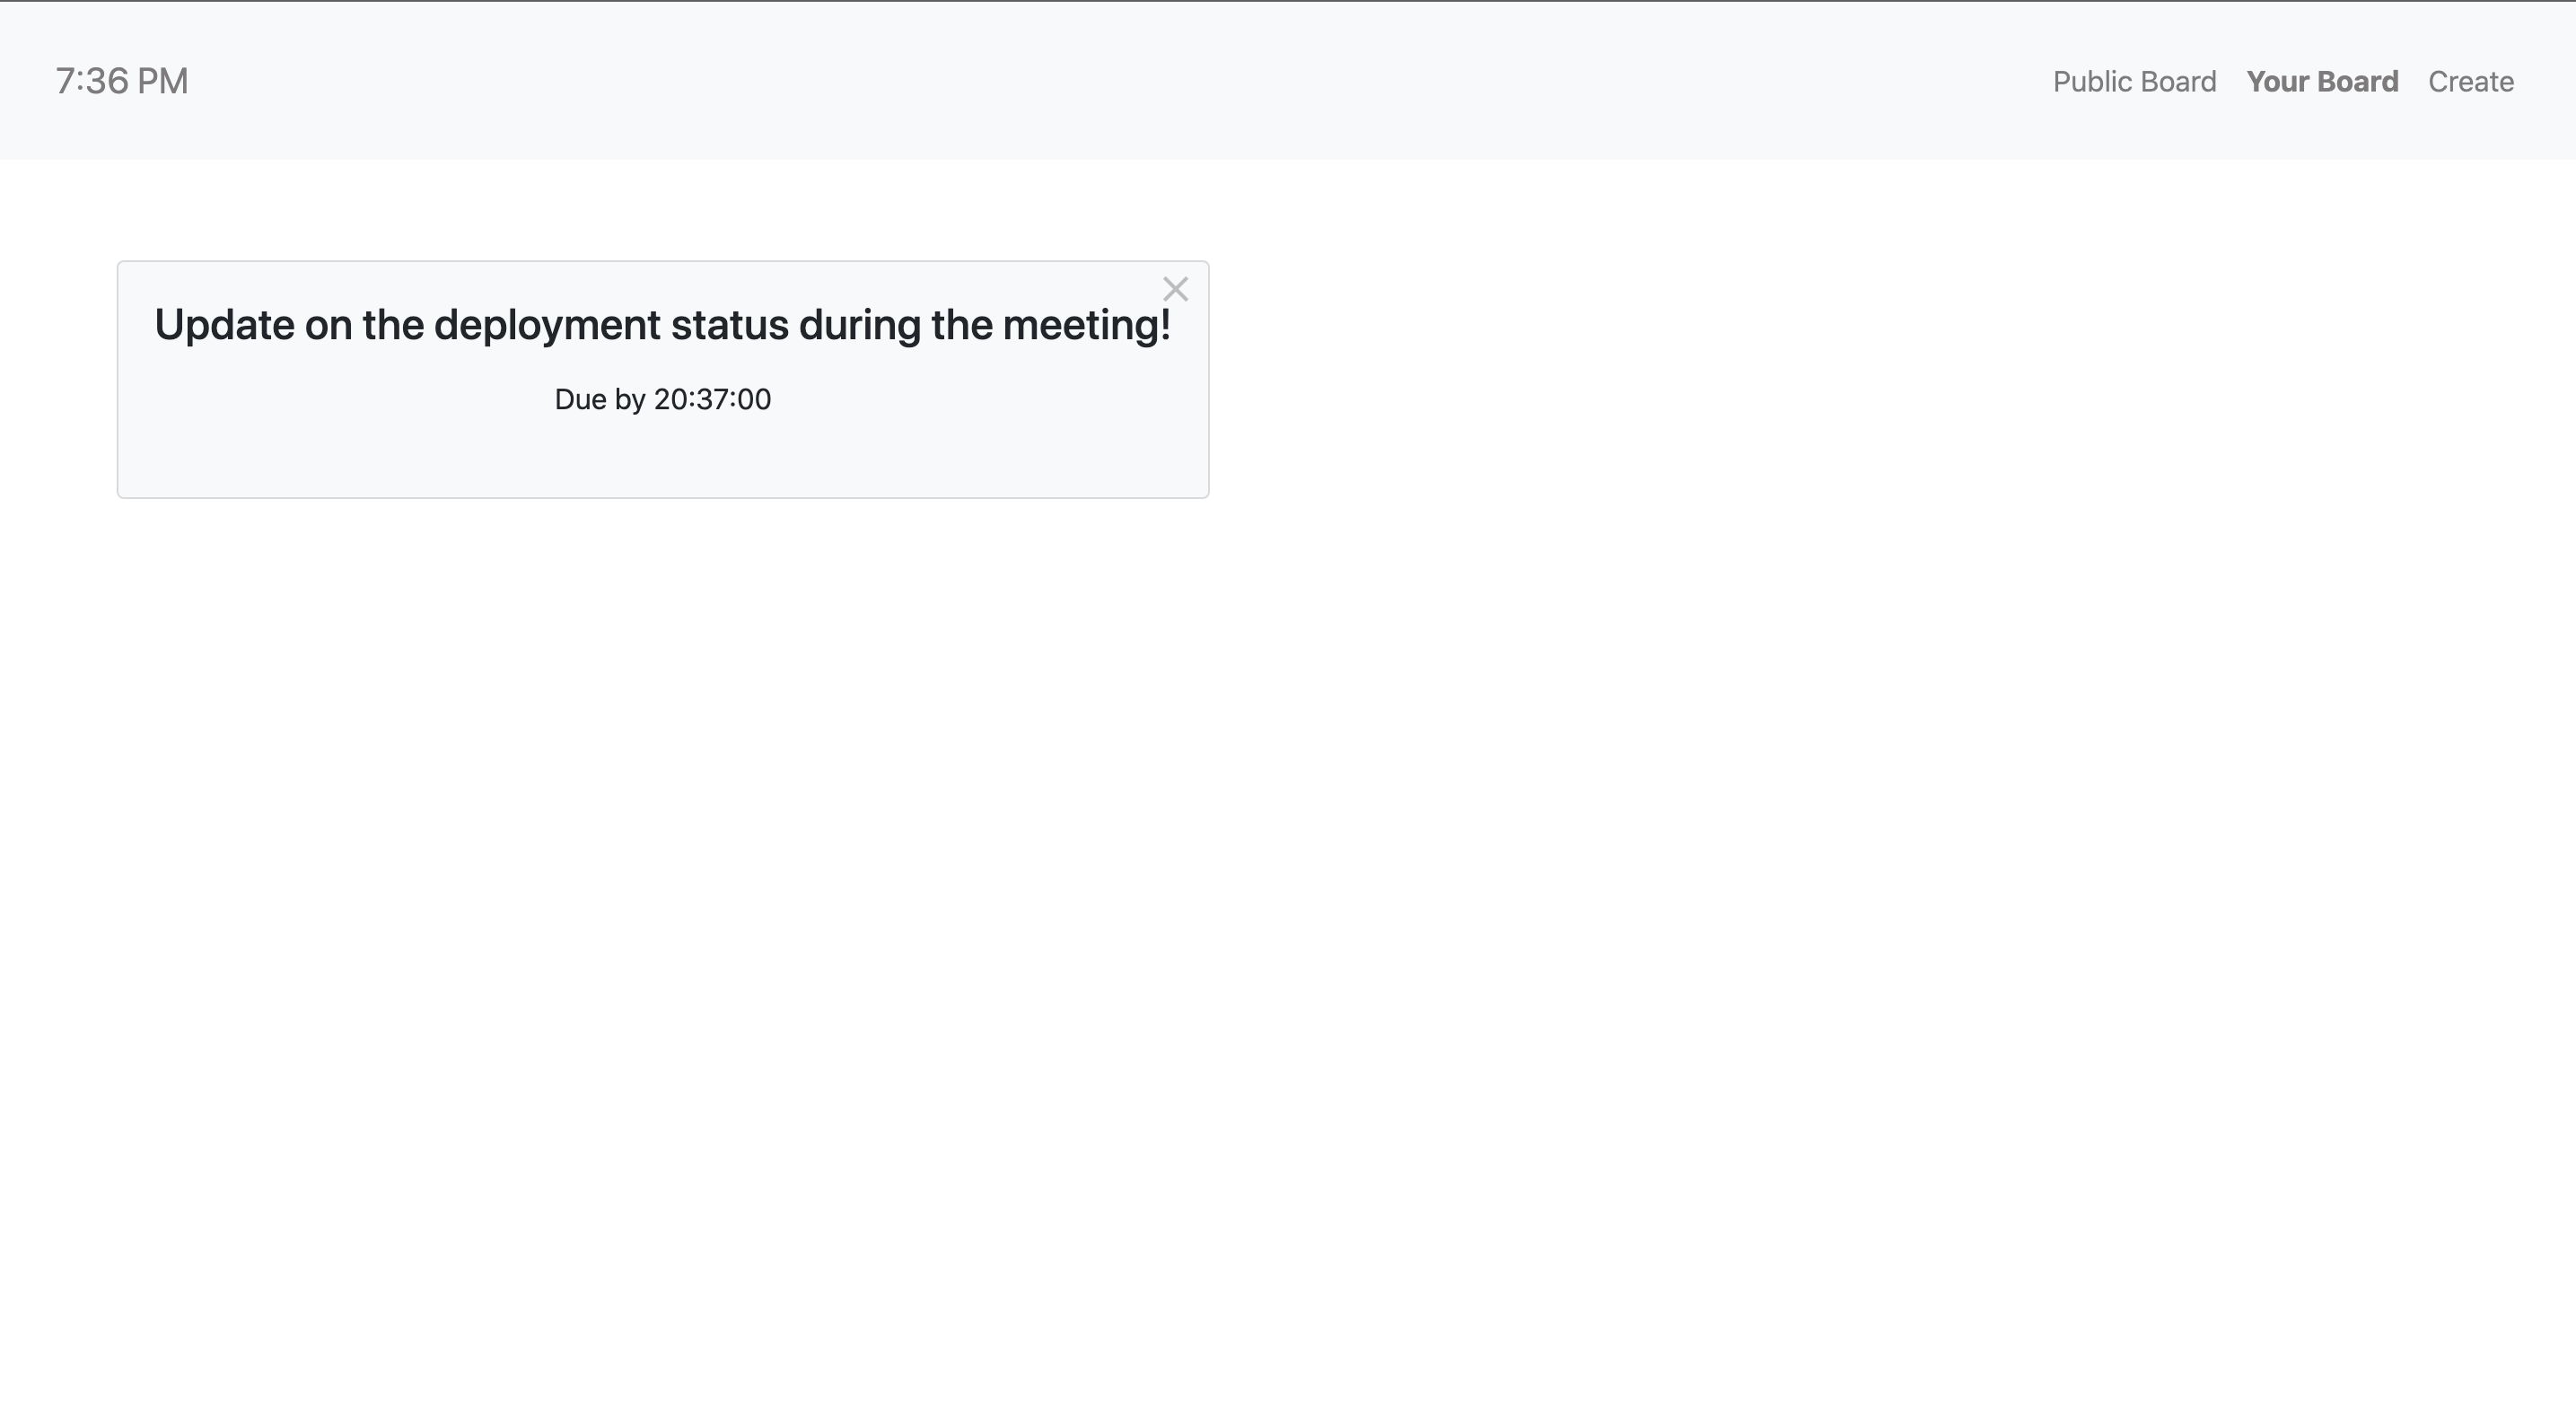 7:36 PM
Public Board Your Board Create
Update on the deployment status during the meeting!
Due by 20:37:00